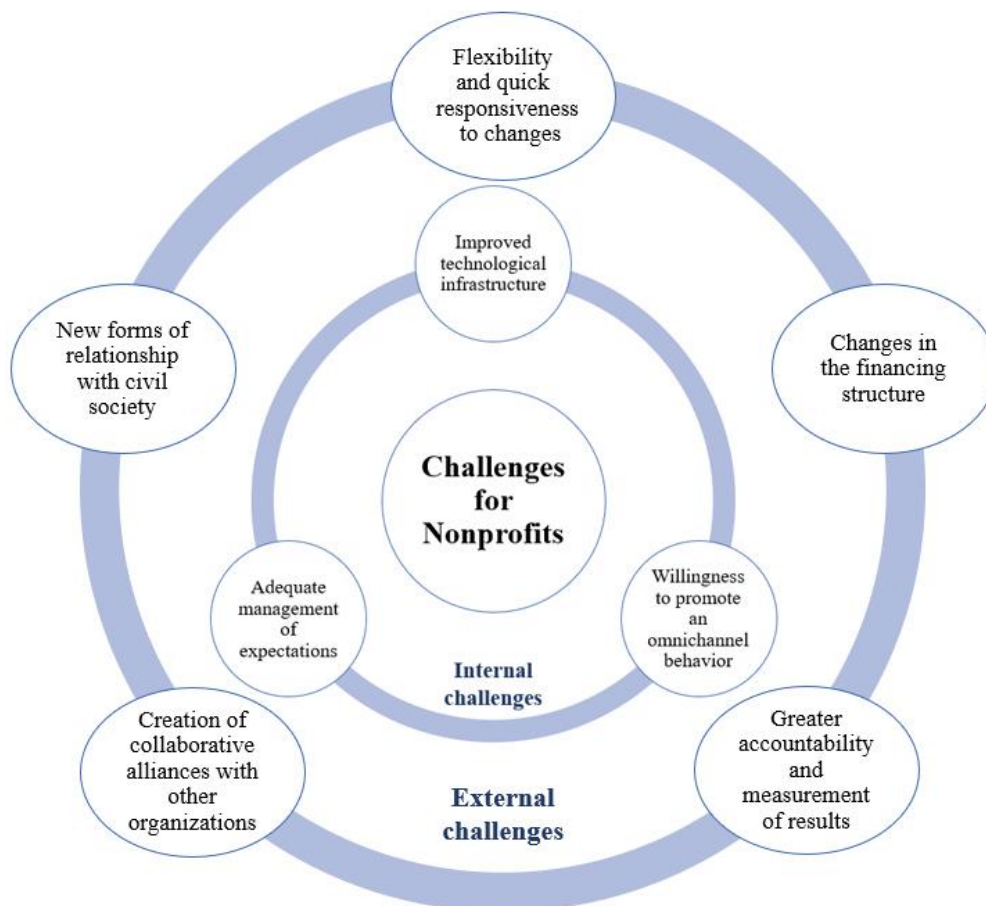 Flexibility
and quick
responsiveness
to changes
Improved
technological
infrastructure
New forms of
relationship
with civil
society
Changes in
the financing
structure
Challenges
for
Nonprofits
Adequate
management
of
expectations
Willingness
to promote
an
omnichannel
behavior
Internal
challenges
Creation of
collaborative
alliances with
other
organizations
Greater
accountability
and
measurement
of results
External
challenges